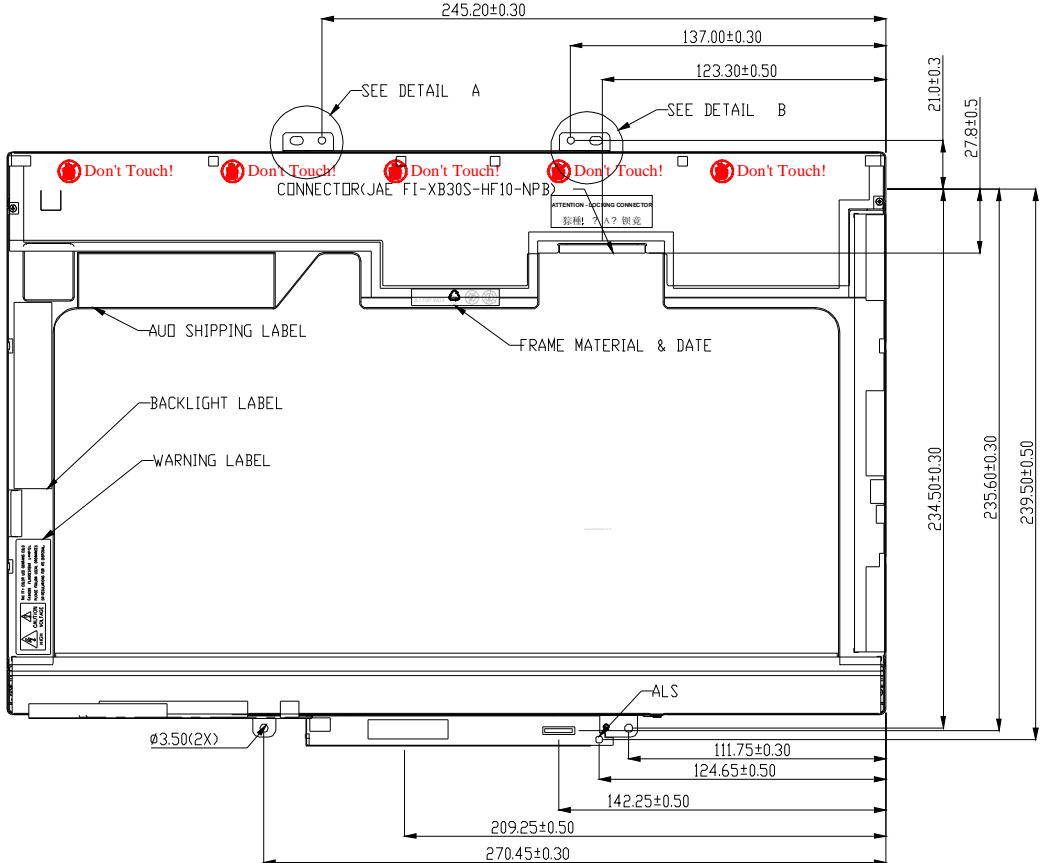 245.20±0.30
137.00±0.30
123.30±0.50
21.0±0.3
27.8±0.5
SEE DETAIL A
SEE DETAIL B
Don't Touch!
Don't Touch!
Don't Touch!
Don't Touch!
Don't Touch!
CONNECTOR(JAE FI-XB30S-HF10-NPB)
ATTENTION - LOCKING CONNECTOR
AUO SHIPPING LABEL
FRAME MATERIAL & DATE
BACKLIGHT LABEL
WARNING LABEL
234.50±0.30
235.60±0.30
239.50±0.50
CAUTION
HIGH VOLTAGE
ALS
Ø3.50(2X)
111.75±0.30
124.65±0.50
142.25±0.50
209.25±0.50
270.45±0.30